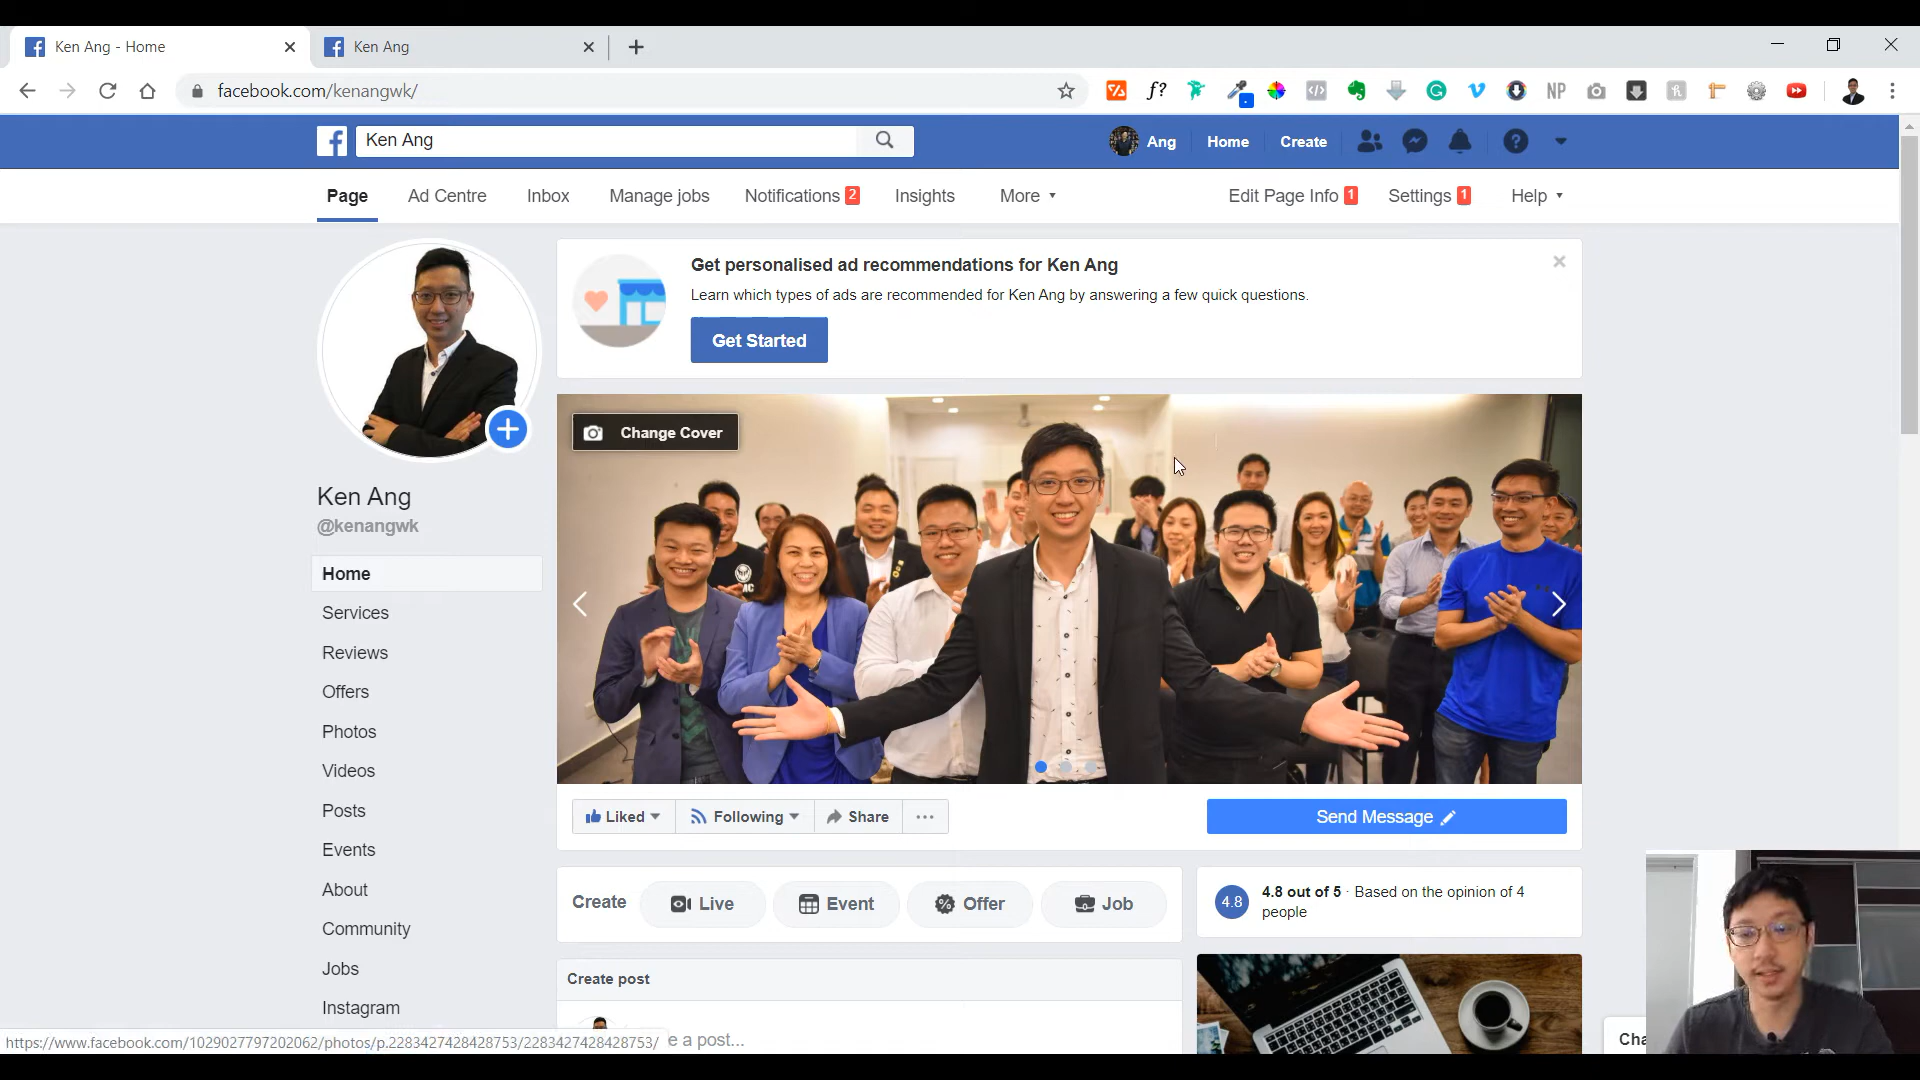 Ken Ang - Home
Ken Ang
facebook.com/kenangwk/
f?
NP
Ken Ang
Ang
Home
Create
Page
Ad Centre
Inbox
Manage jobs
Notifications 2
Insights
More
Edit Page Info 1
Settings 1
Help
Get personalised ad recommendations for Ken Ang
Learn which types of ads are recommended for Ken Ang by answering a few quick questions.
Get Started
Change Cover
Ken Ang
@kenangwk
Home
Services
Reviews
Offers
Photos
Videos
Posts
Events
About
Community
Jobs
Instagram
Liked
Following
Share
Send Message
Create
Live
Event
Offer
Job
4.8
4.8 out of 5 · Based on the opinion of 4
people
Create post
e a post...
Cha
https://www.facebook.com/1029027797202062/photos/p.2283427428428753/2283427428428753/